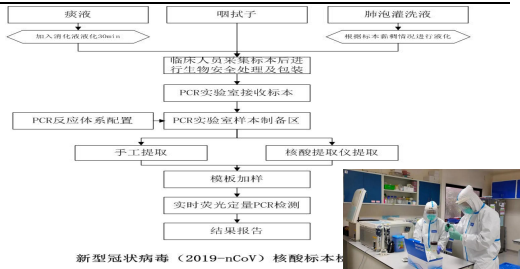 痰液
咽拭子
肺泡灌洗液
加入消化液液化30min
根据标本黏稠情况进行液化
临床人员采集标本后进
行生物安全处理及包装
PCR实验室接收标本
PCR反应体系配置
PCR实验室样本制备区
手工提取
核酸提取仪提取
模板加样
实时荧光定量PCR检测
结果报告
新型冠状病毒（2019-nCoV）核酸标本